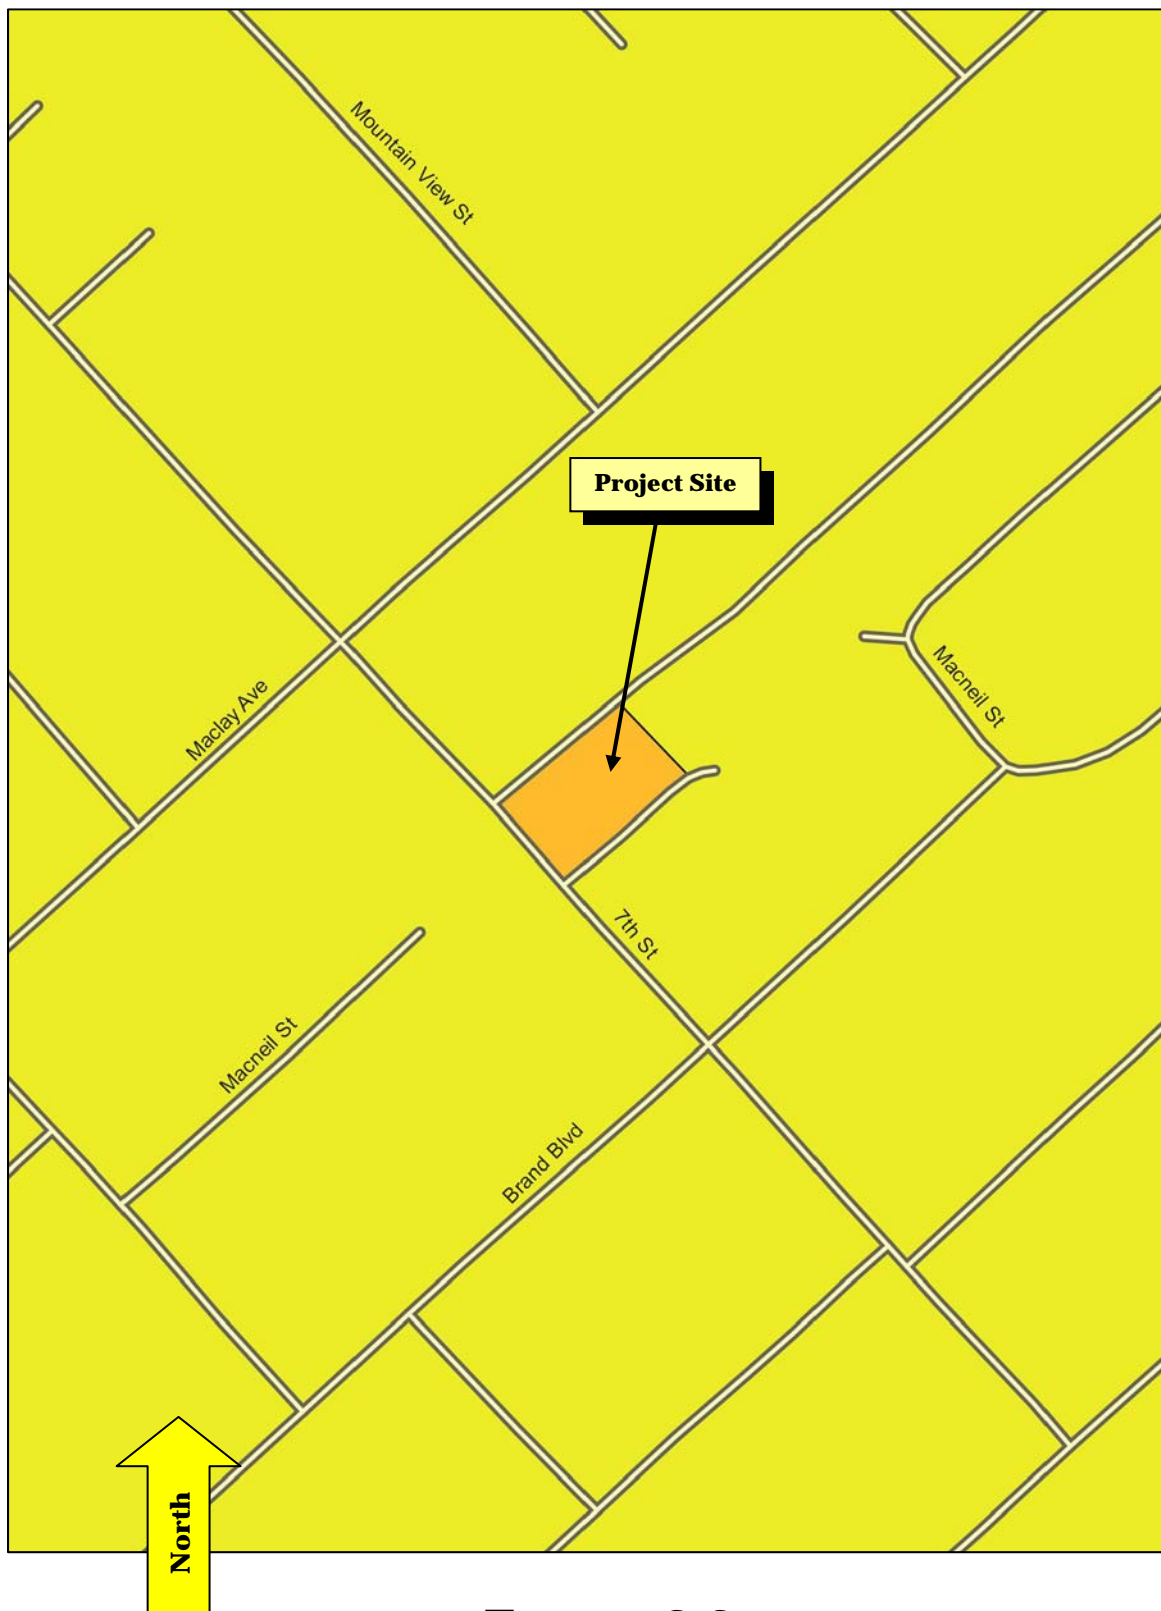 Mountain View St
Project Site
Macneil St
Maclay Ave
7th St
Macneil St
Brand Blvd
North